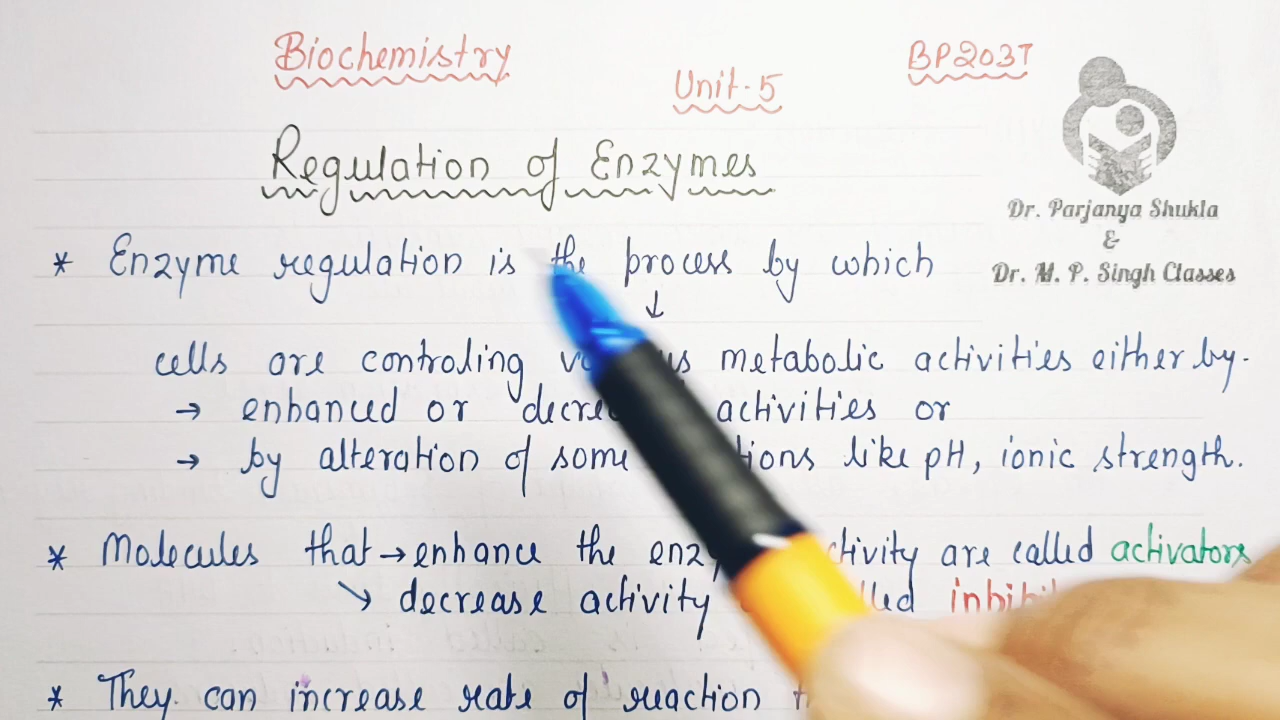 Biochemistry
BP203T
Unit-5
Regulation of Enzymes
Dr. Parjanya Shukla
&
Dr. M. P. Singh Classes
* Enzyme regulation is the process by which
↓
cells are controling metabolic activities either by-
→ enhanced or activities or
→ by alteration of some like pH, ionic strength.
* Molecules that → enhance the activity are called activators
↘ decrease activity
* They can increase rate of reaction